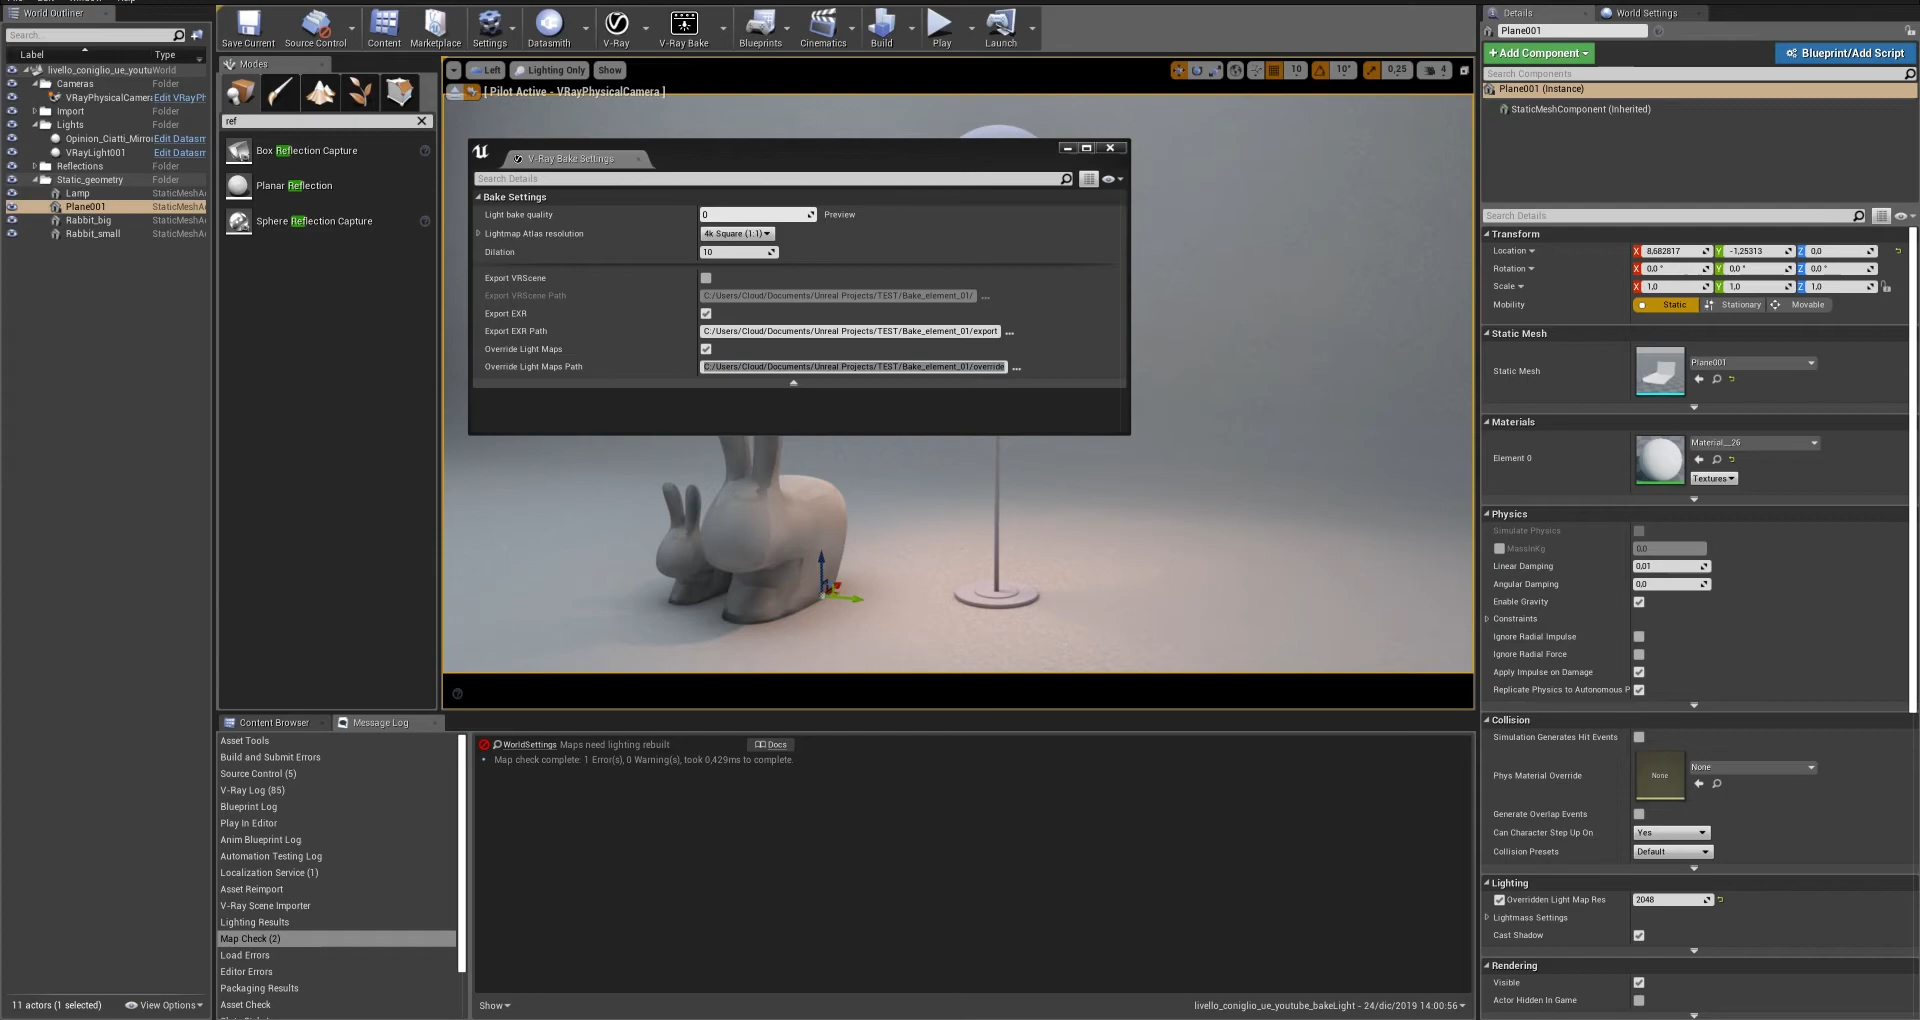 World Outliner
Search...
Label
Type
livello_coniglio_ue_youtu
World
Cameras
Folder
VRayPhysicalCamer
Edit VRayPh
Import
Folder
Lights
Folder
Opinion_Ciatti_Mirro
Edit Datasm
VRayLight001
Edit Datasm
Reflections
Folder
Static_geometry
Folder
Lamp
StaticMeshA
Plane001
StaticMeshA
Rabbit_big
StaticMeshA
Rabbit_small
StaticMeshA
11 actors (1 selected)
View Options
Save Current
Source Control
Content
Marketplace
Settings
Datasmith
V-Ray
V-Ray Bake
Blueprints
Cinematics
Build
Play
Launch
Modes
ref
Box Reflection Capture
Planar Reflection
Sphere Reflection Capture
Left
Lighting Only
Show
10
10°
0,25
4
[ Pilot Active - VRayPhysicalCamera ]
V-Ray Bake Settings
Search Details
Bake Settings
Light bake quality
0
Preview
Lightmap Atlas resolution
4k Square (1:1)
Dilation
10
Export VRScene
Export VRScene Path
C:/Users/Cloud/Documents/Unreal Projects/TEST/Bake_element_01/
...
Export EXR
Export EXR Path
C:/Users/Cloud/Documents/Unreal Projects/TEST/Bake_element_01/export
...
Override Light Maps
Override Light Maps Path
C:/Users/Cloud/Documents/Unreal Projects/TEST/Bake_element_01/override
...
Content Browser
Message Log
Asset Tools
Build and Submit Errors
Source Control (5)
V-Ray Log (85)
Blueprint Log
Play In Editor
Anim Blueprint Log
Automation Testing Log
Localization Service (1)
Asset Reimport
V-Ray Scene Importer
Lighting Results
Map Check (2)
Load Errors
Editor Errors
Packaging Results
Asset Check
WorldSettings Maps need lighting rebuilt
Docs
Map check complete: 1 Error(s), 0 Warning(s), took 0,429ms to complete.
Show
livello_coniglio_ue_youtube_bakeLight - 24/dic/2019 14:00:56
Details
World Settings
Plane001
+Add Component
Blueprint/Add Script
Search Components
Plane001 (Instance)
StaticMeshComponent (Inherited)
Search Details
Transform
Location
X 8,682817
Y -1,25313
Z 0,0
Rotation
X 0,0 °
Y 0,0 °
Z 0,0 °
Scale
X 1,0
Y 1,0
Z 1,0
Mobility
Static
Stationary
Movable
Static Mesh
Static Mesh
Plane001
Materials
Element 0
Material__26
Textures
Physics
Simulate Physics
MassInKg
0,0
Linear Damping
0,01
Angular Damping
0,0
Enable Gravity
Constraints
Ignore Radial Impulse
Ignore Radial Force
Apply Impulse on Damage
Replicate Physics to Autonomous P
Collision
Simulation Generates Hit Events
Phys Material Override
None
None
Generate Overlap Events
Can Character Step Up On
Yes
Collision Presets
Default
Lighting
Overridden Light Map Res
2048
Lightmass Settings
Cast Shadow
Rendering
Visible
Actor Hidden In Game